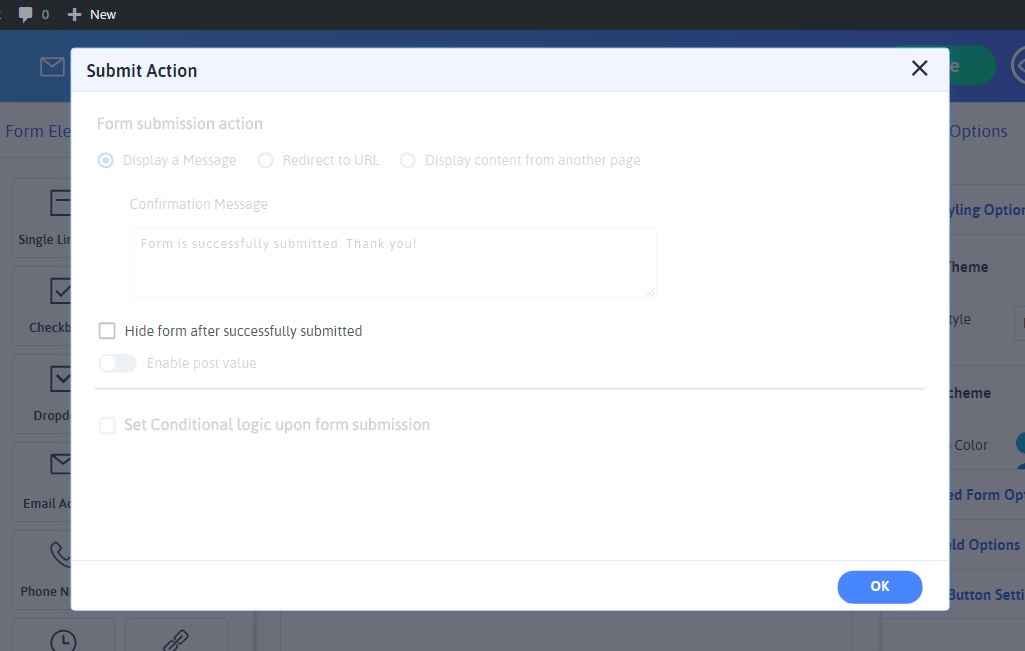 0 New
Submit Action
Form submission action
Display a Message Redirect to URL Display content from another page
Confirmation Message
Form is successfully submitted. Thank you!
Hide form after successfully submitted
Enable post value
Set Conditional logic upon form submission
OK
Form Ele
Single Lin
Checkb
Dropd
Email Ad
Phone N
e
Options
yling Option
heme
tyle
cheme
Color
ed Form Opt
eld Options
Button Setti